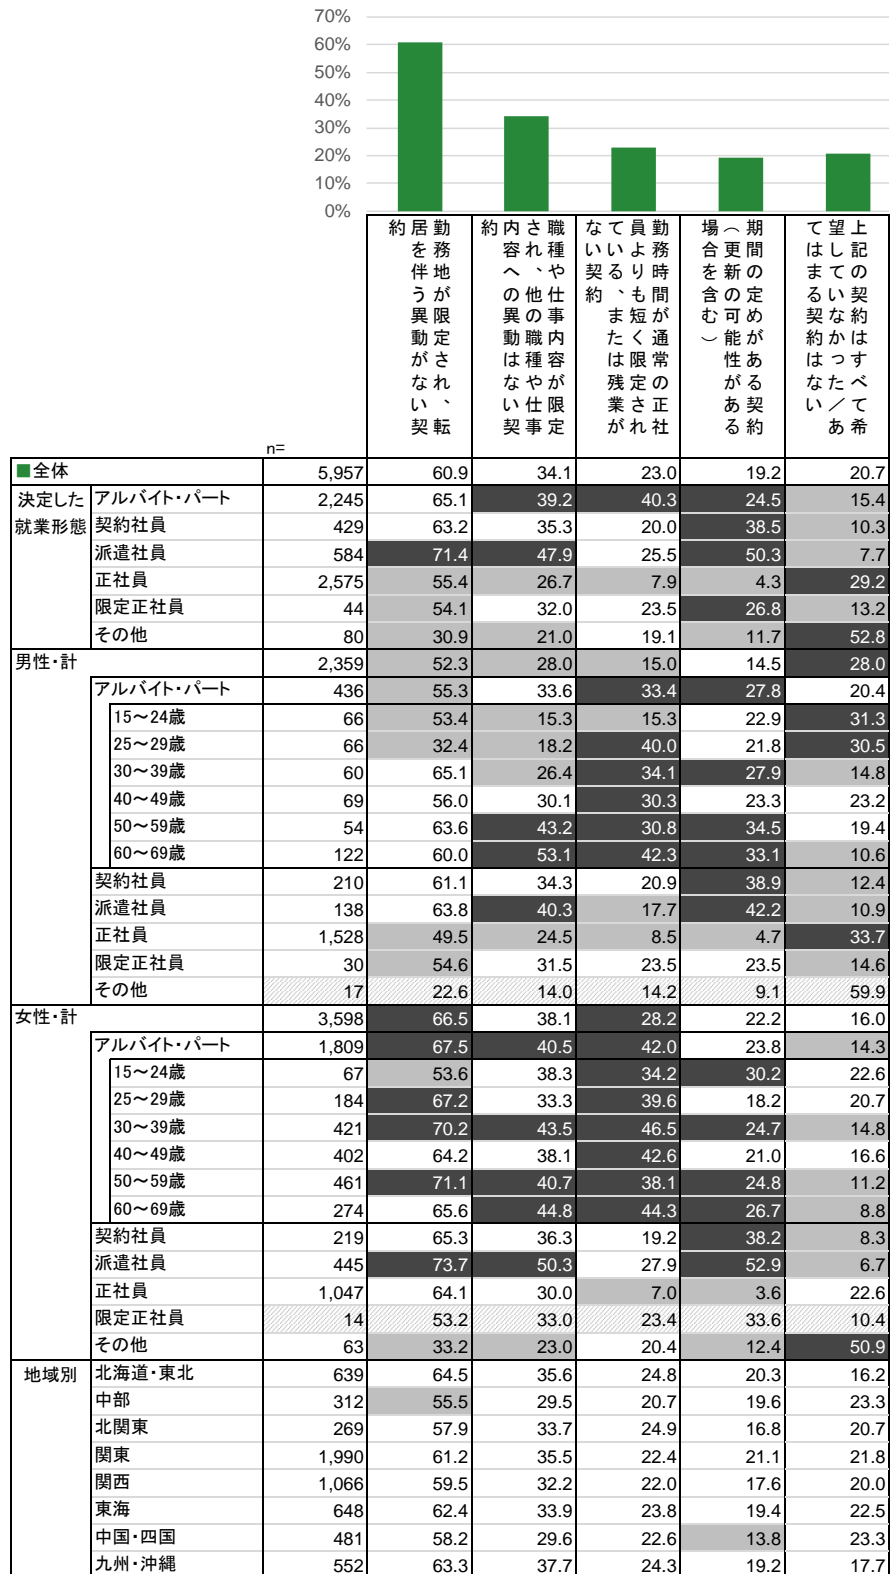 70%
60%
50%
40%
30%
20%
10%
0%
勤務地が限定され、転
居を伴う異動がない契
約
職種や仕事内容が限定
され、他の職種や仕事
内容への異動はない契
約
勤務時間が通常の正社
員よりも短く限定され
ている、または残業が
ない契約
期間の定めがある契約
（更新の可能性がある
場合を含む）
上記の契約はすべて希
望していなかった／あ
てはまる契約はない
n=
■全体 5,957 60.9 34.1 23.0 19.2 20.7
決定した アルバイト・パート 2,245 65.1 39.2 40.3 24.5 15.4
就業形態 契約社員 429 63.2 35.3 20.0 38.5 10.3
派遣社員 584 71.4 47.9 25.5 50.3 7.7
正社員 2,575 55.4 26.7 7.9 4.3 29.2
限定正社員 44 54.1 32.0 23.5 26.8 13.2
その他 80 30.9 21.0 19.1 11.7 52.8
男性・計 2,359 52.3 28.0 15.0 14.5 28.0
アルバイト・パート 436 55.3 33.6 33.4 27.8 20.4
15～24歳 66 53.4 15.3 15.3 22.9 31.3
25～29歳 66 32.4 18.2 40.0 21.8 30.5
30～39歳 60 65.1 26.4 34.1 27.9 14.8
40～49歳 69 56.0 30.1 30.3 23.3 23.2
50～59歳 54 63.6 43.2 30.8 34.5 19.4
60～69歳 122 60.0 53.1 42.3 33.1 10.6
契約社員 210 61.1 34.3 20.9 38.9 12.4
派遣社員 138 63.8 40.3 17.7 42.2 10.9
正社員 1,528 49.5 24.5 8.5 4.7 33.7
限定正社員 30 54.6 31.5 23.5 23.5 14.6
その他 17 22.6 14.0 14.2 9.1 59.9
女性・計 3,598 66.5 38.1 28.2 22.2 16.0
アルバイト・パート 1,809 67.5 40.5 42.0 23.8 14.3
15～24歳 67 53.6 38.3 34.2 30.2 22.6
25～29歳 184 67.2 33.3 39.6 18.2 20.7
30～39歳 421 70.2 43.5 46.5 24.7 14.8
40～49歳 402 64.2 38.1 42.6 21.0 16.6
50～59歳 461 71.1 40.7 38.1 24.8 11.2
60～69歳 274 65.6 44.8 44.3 26.7 8.8
契約社員 219 65.3 36.3 19.2 38.2 8.3
派遣社員 445 73.7 50.3 27.9 52.9 6.7
正社員 1,047 64.1 30.0 7.0 3.6 22.6
限定正社員 14 53.2 33.0 23.4 33.6 10.4
その他 63 33.2 23.0 20.4 12.4 50.9
地域別 北海道・東北 639 64.5 35.6 24.8 20.3 16.2
中部 312 55.5 29.5 20.7 19.6 23.3
北関東 269 57.9 33.7 24.9 16.8 20.7
関東 1,990 61.2 35.5 22.4 21.1 21.8
関西 1,066 59.5 32.2 22.0 17.6 20.0
東海 648 62.4 33.9 23.8 19.4 22.5
中国・四国 481 58.2 29.6 22.6 13.8 23.3
九州・沖縄 552 63.3 37.7 24.3 19.2 17.7